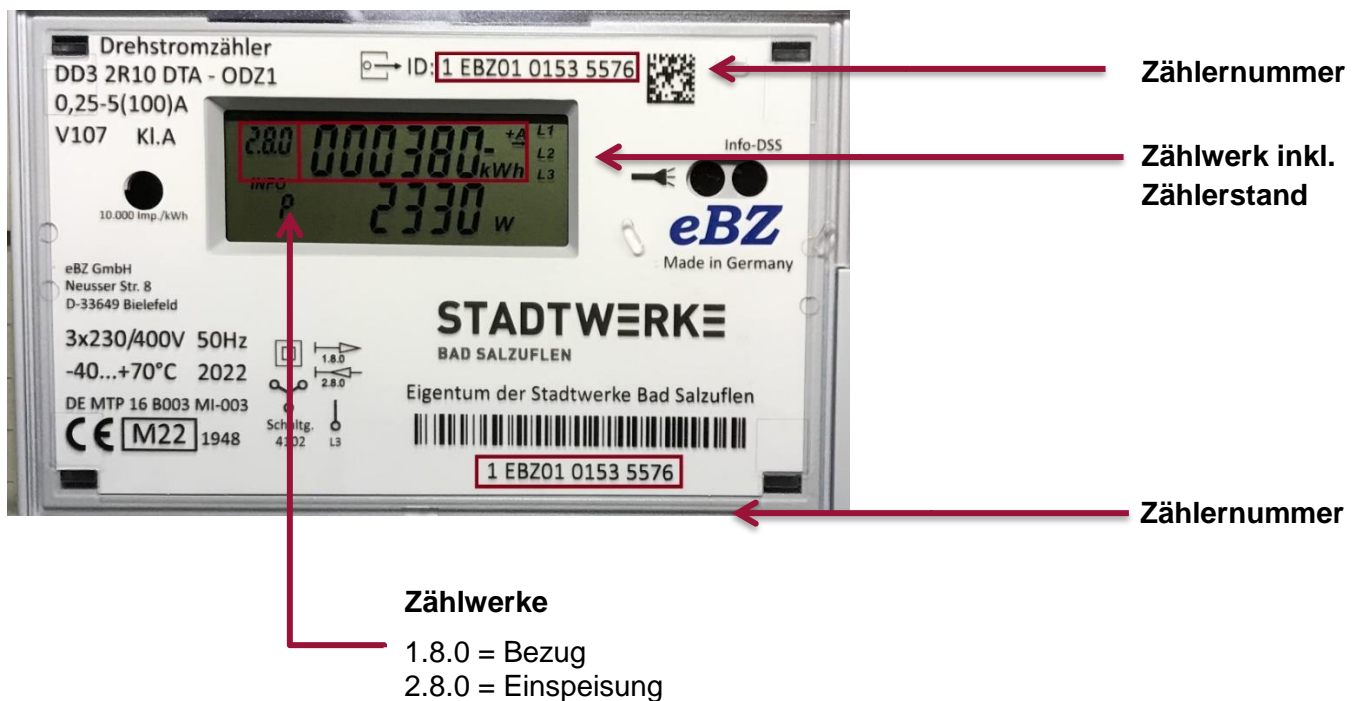 Drehstromzähler
DD3 2R10 DTA - ODZ1
0,25-5(100)A
V107 Kl.A
10.000 Imp./kWh
ID: 1 EBZ01 0153 5576
2.8.0 000380 kWh +A L1
L2
L3
INFO
P 2330 W
Info-DSS
eBZ
Made in Germany
eBZ GmbH
Neusser Str. 8
D-33649 Bielefeld
3x230/400V 50Hz
-40...+70°C 2022
DE MTP 16 B003 MI-003
CE M22 1948
1.8.0
2.8.0
Schaltg.
4102 L3
STADTWERKE
BAD SALZUFLEN
Eigentum der Stadtwerke Bad Salzuflen
1 EBZ01 0153 5576
Zählernummer
Zählwerk inkl.
Zählerstand
Zählernummer
Zählwerke
1.8.0 = Bezug
2.8.0 = Einspeisung